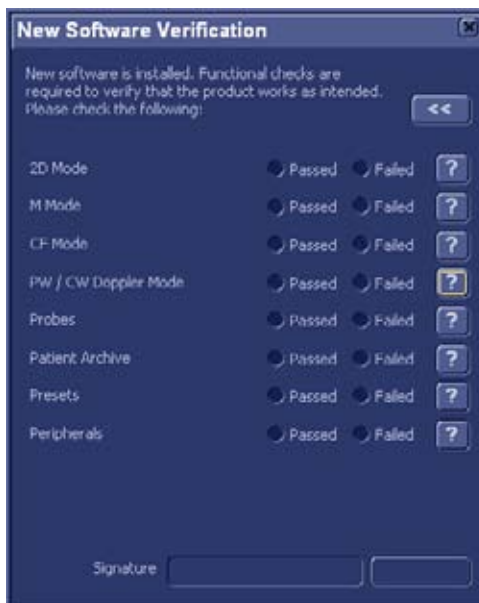 New Software Verification
New software is installed. Functional checks are
required to verify that the product works as intended.
Please check the following:
<<
2D Mode Passed Failed ?
M Mode Passed Failed ?
CF Mode Passed Failed ?
PW / CW Doppler Mode Passed Failed ?
Probes Passed Failed ?
Patient Archive Passed Failed ?
Presets Passed Failed ?
Peripherals Passed Failed ?
Signature